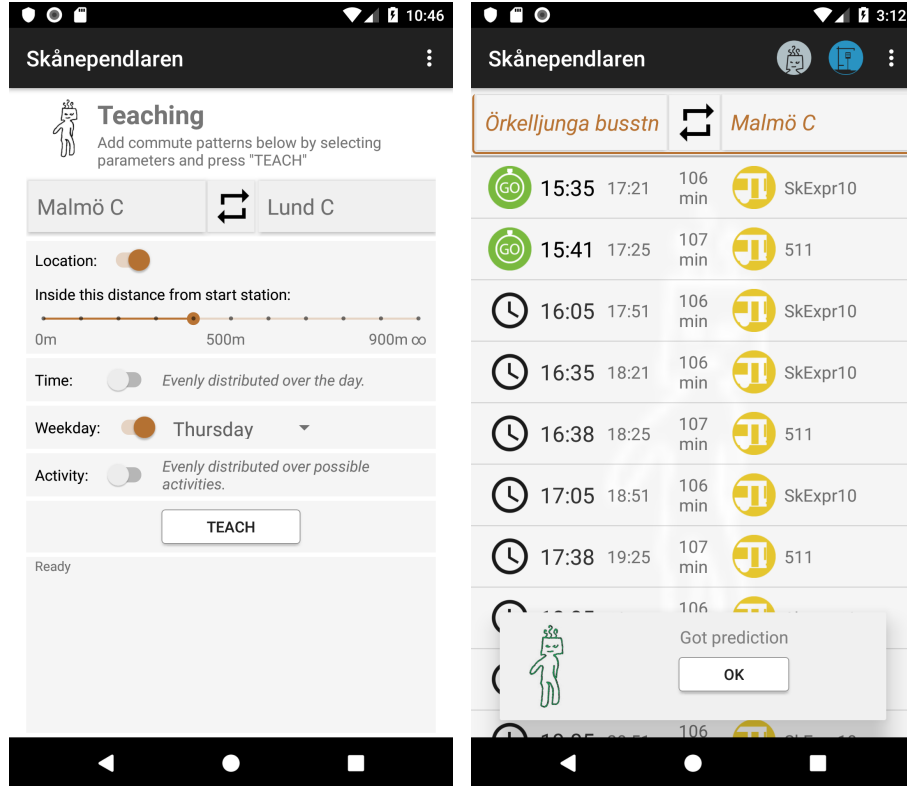 10:46
Skånependlaren
Teaching
Add commute patterns below by selecting
parameters and press "TEACH"
Malmö C
Lund C
Location:
Inside this distance from start station:
0m
500m
900m ∞
Time:
Evenly distributed over the day.
Weekday:
Thursday
Activity:
Evenly distributed over possible
activities.
TEACH
Ready
3:12
Skånependlaren
Örkelljunga busstn
Malmö C
GO 15:35 17:21 106 min SkExpr10
GO 15:41 17:25 107 min 511
16:05 17:51 106 min SkExpr10
16:35 18:21 106 min SkExpr10
16:38 18:25 107 min 511
17:05 18:51 106 min SkExpr10
17:38 19:25 107 min 511
106
Got prediction
OK
106